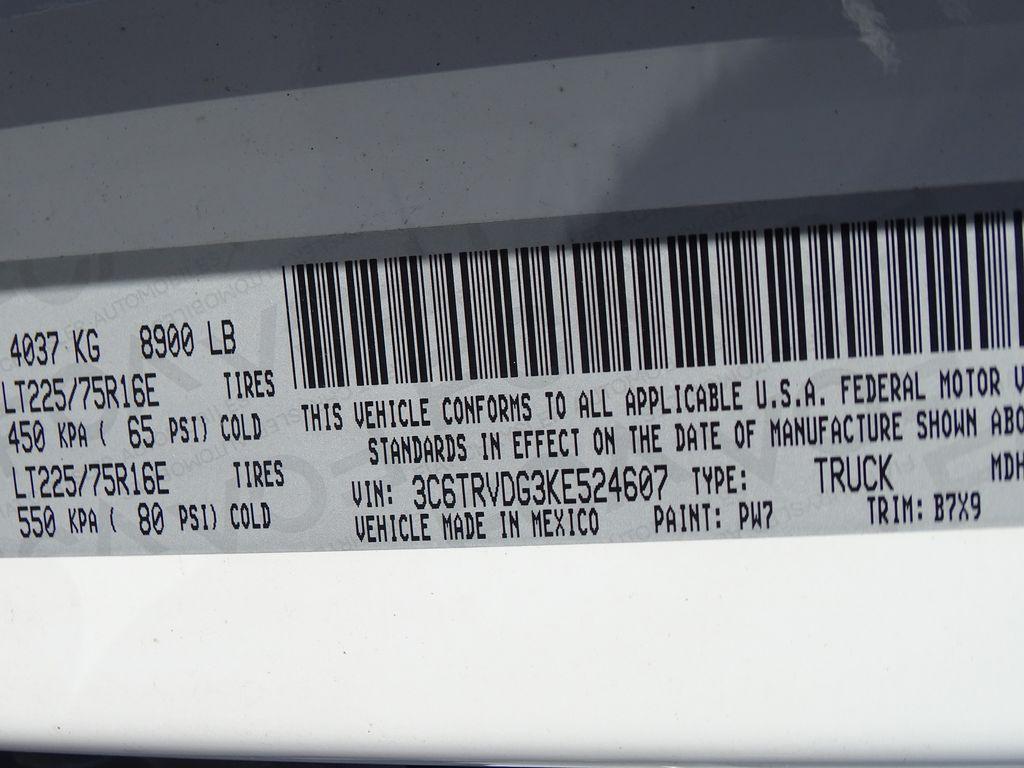 4037 KG 8900 LB
LT225/75R16E TIRES
450 KPA ( 65 PSI) COLD
LT225/75R16E TIRES
550 KPA ( 80 PSI) COLD
THIS VEHICLE CONFORMS TO ALL APPLICABLE U.S.A. FEDERAL MOTOR V
STANDARDS IN EFFECT ON THE DATE OF MANUFACTURE SHOWN ABO
VIN: 3C6TRVDG3KE524607 TYPE: TRUCK MDH
VEHICLE MADE IN MEXICO PAINT: PW7 TRIM: B7X9